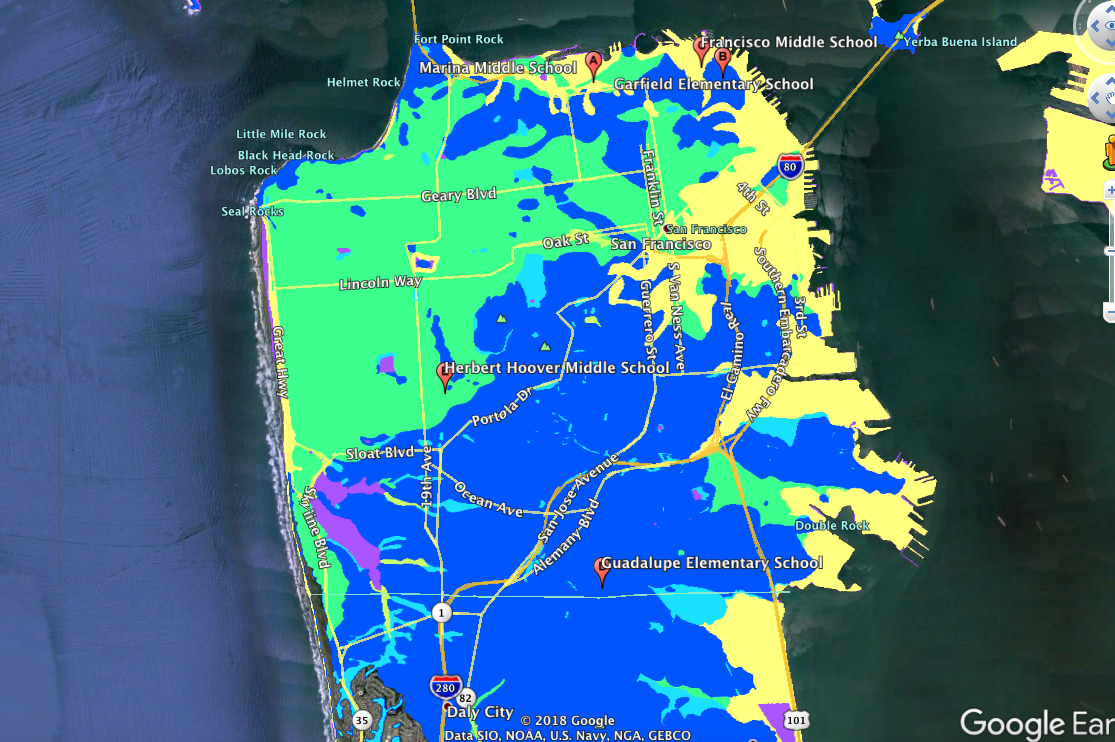 Fort Point Rock
Francisco Middle School
Yerba Buena Island
A
B
Marina Middle School
Helmet Rock
Garfield Elementary School
Little Mile Rock
Black Head Rock
Lobos Rock
80
Geary Blvd
Franklin St
4th St
Seal Rocks
San Francisco
Oak St
San Francisco
Lincoln Way
Southern Embarcadero Fwy
3rd St
Guerrero St
S Van Ness Ave
El Camino Real
Great Hwy
Herbert Hoover Middle School
Portola Dr
Sloat Blvd
19th Ave
Ocean Ave
San Jose Avenue
Alemany Blvd
Skyline Blvd
Double Rock
Guadalupe Elementary School
1
280
82
Daly City
35
101
© 2018 Google
Data SIO, NOAA, U.S. Navy, NGA, GEBCO
Google Ear